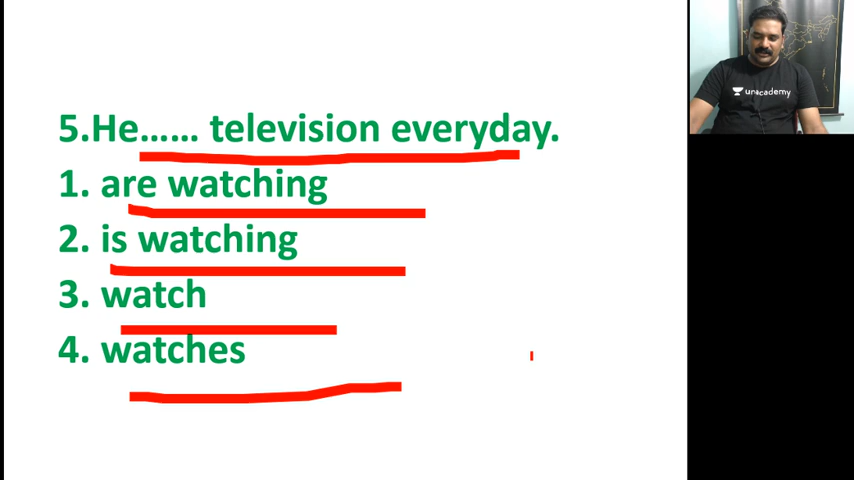 5.He...... television everyday.
1. are watching
2. is watching
3. watch
4. watches
unacademy